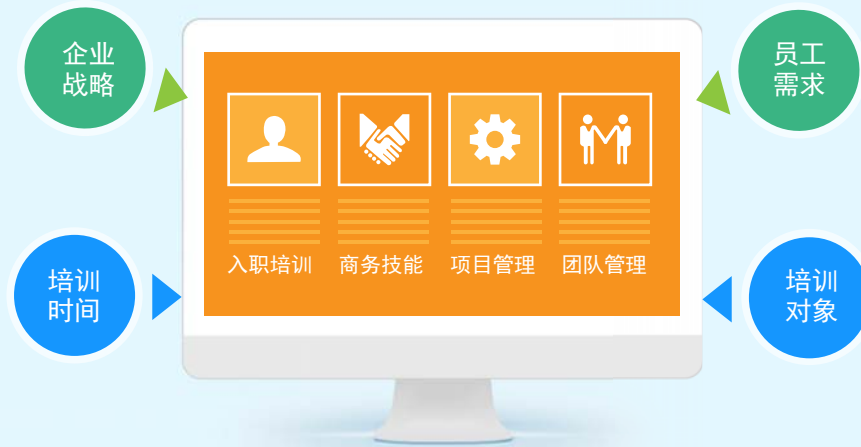 企业
战略
员工
需求
入职培训 商务技能 项目管理 团队管理
培训
时间
培训
对象